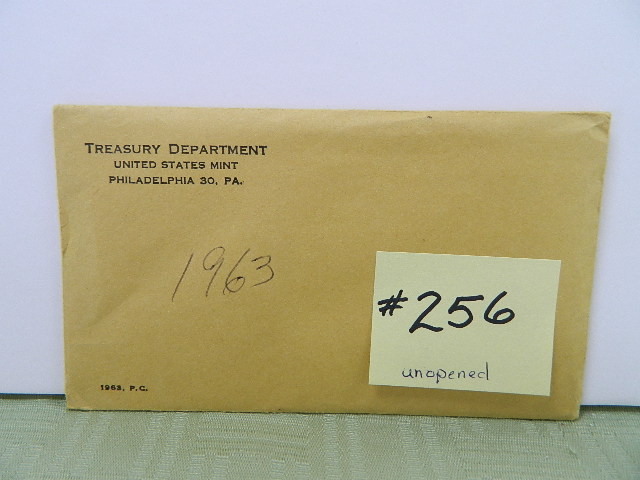 TREASURY DEPARTMENT
UNITED STATES MINT
PHILADELPHIA 30, PA.
1963
#256
unopened
1963, P.C.